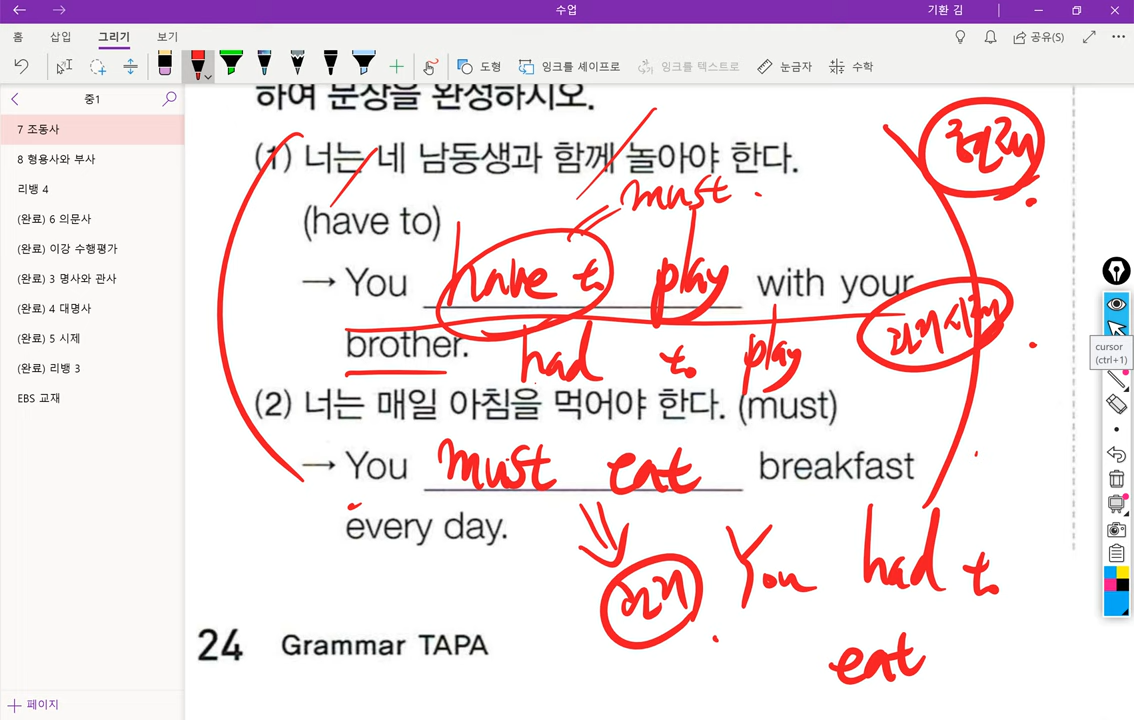 수업
기환 김
홈 삽입 그리기 보기
공유(S)
도형 잉크를 셰이프로 잉크를 텍스트로 눈금자 수학
중1
7 조동사
8 형용사와 부사
리뱅 4
(완료) 6 의문사
(완료) 이강 수행평가
(완료) 3 명사와 관사
(완료) 4 대명사
(완료) 5 시제
(완료) 리뱅 3
EBS 교재
페이지
하여 문장을 완성하시오.
현재
(1) 너는 네 남동생과 함께 놀아야 한다.
must
(have to)
→ You have to play with your
과거시제
brother.
had to play
(2) 너는 매일 아침을 먹어야 한다. (must)
→ You must eat breakfast
every day.
과거 You had to
eat
24 Grammar TAPA
cursor
(ctrl+1)